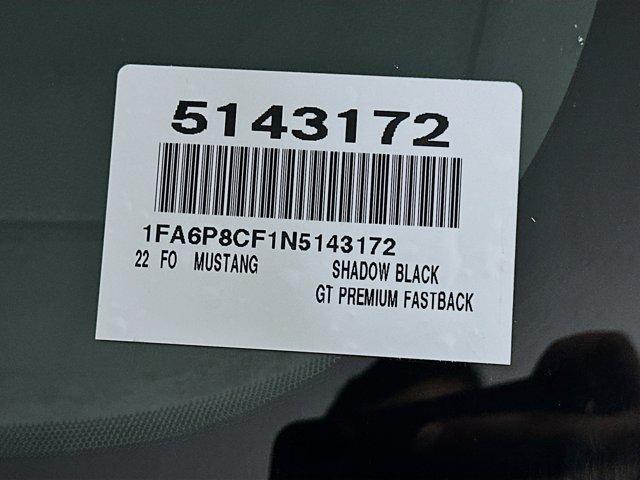 5143172
1FA6P8CF1N5143172
22 FO MUSTANG SHADOW BLACK
GT PREMIUM FASTBACK